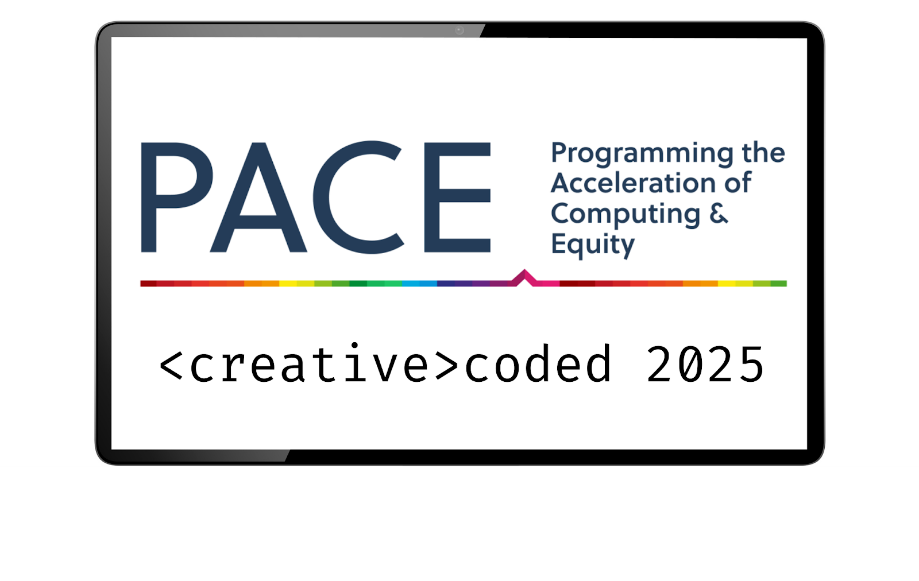 PACE
Programming the
Acceleration of
Computing &
Equity
<creative>coded 2025